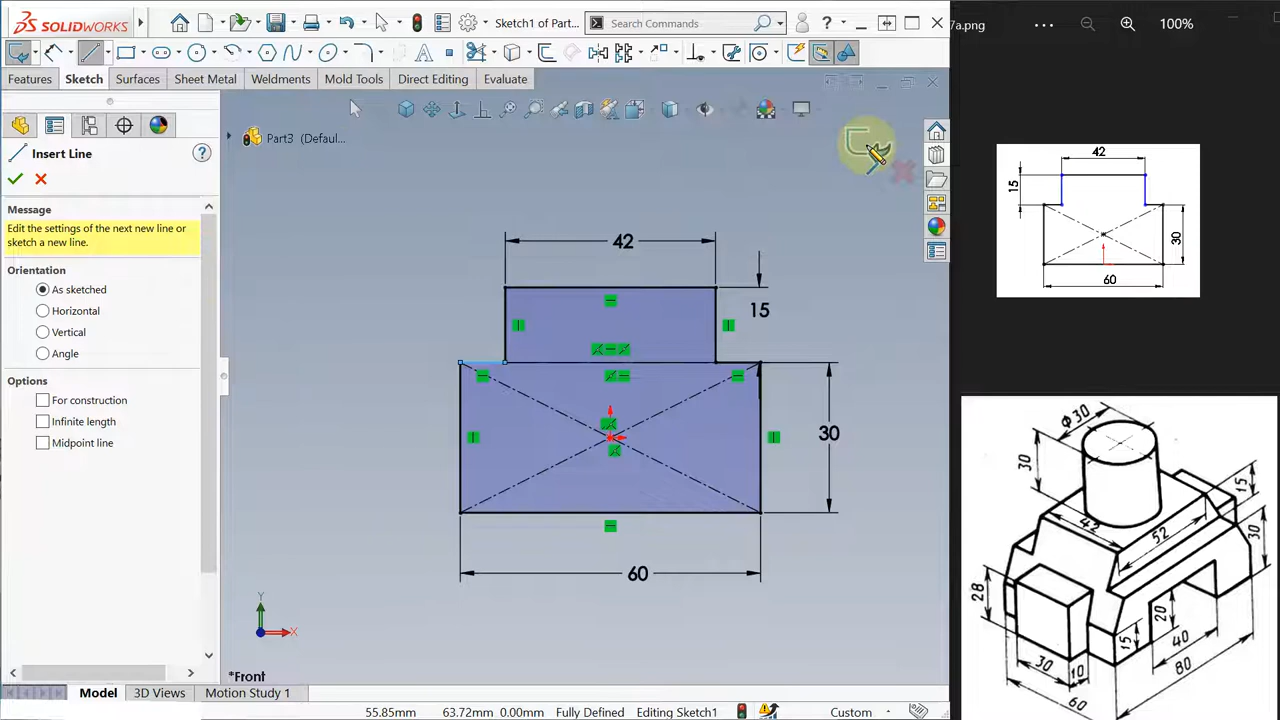 SOLIDWORKS
Sketch1 of Part...
Search Commands
7a.png
100%
Features
Sketch
Surfaces
Sheet Metal
Weldments
Mold Tools
Direct Editing
Evaluate
Part3 (Defaul...
Insert Line
Message
Edit the settings of the next new line or
sketch a new line.
Orientation
As sketched
Horizontal
Vertical
Angle
Options
For construction
Infinite length
Midpoint line
42
15
30
60
Y
X
*Front
42
15
30
60
Φ30
30
15
42
52
30
28
20
15
40
30
10
80
60
Model
3D Views
Motion Study 1
55.85mm
63.72mm
0.00mm
Fully Defined
Editing Sketch1
Custom